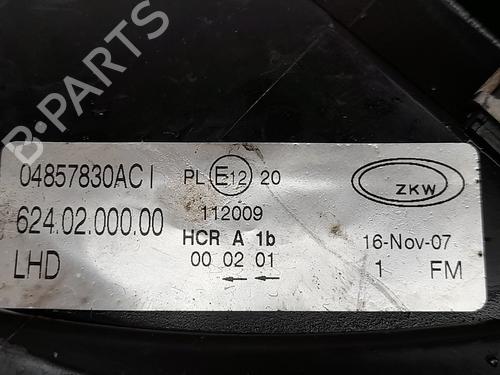 B-PARTS
04857830AC I
PL E12 20
ZKW
624.02.000.00
112009
HCR A 1b
16-Nov-07
LHD
00 02 01
1 FM